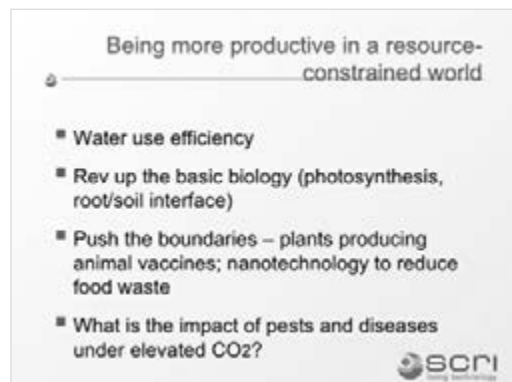 Being more productive in a resource-
constrained world
Water use efficiency
Rev up the basic biology (photosynthesis,
root/soil interface)
Push the boundaries – plants producing
animal vaccines; nanotechnology to reduce
food waste
What is the impact of pests and diseases
under elevated CO2?
SCRI
living technology